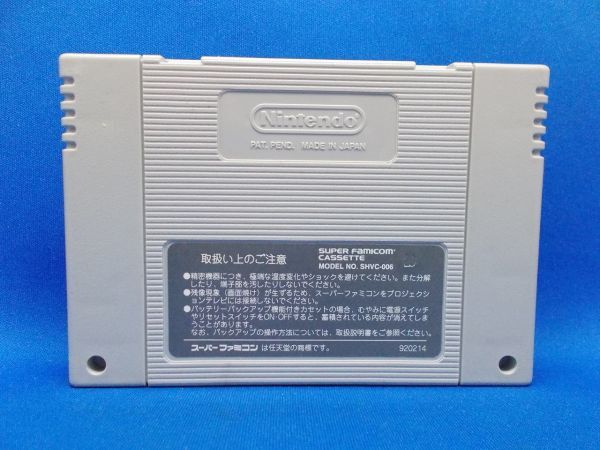 Nintendo
PAT. PEND. MADE IN JAPAN
取扱い上のご注意
SUPER FAMICOM
CASSETTE
MODEL NO. SHVC-006
●精密機器につき、極端な温度変化やショックを避けてください。また分解
したり、端子部を汚したりしないでください。
●残像現象（画面焼け）が生ずるため、スーパーファミコンをプロジェクシ
ョンテレビには接続しないでください。
●バッテリーバックアップ機能付きカセットの場合、むやみに電源スイッチ
やリセットスイッチをON・OFFすると、蓄積されている内容が消えてしま
うことがあります。
なお、バックアップの操作方法については、取扱説明書をご参照ください。
スーパーファミコン は任天堂の商標です。
920214